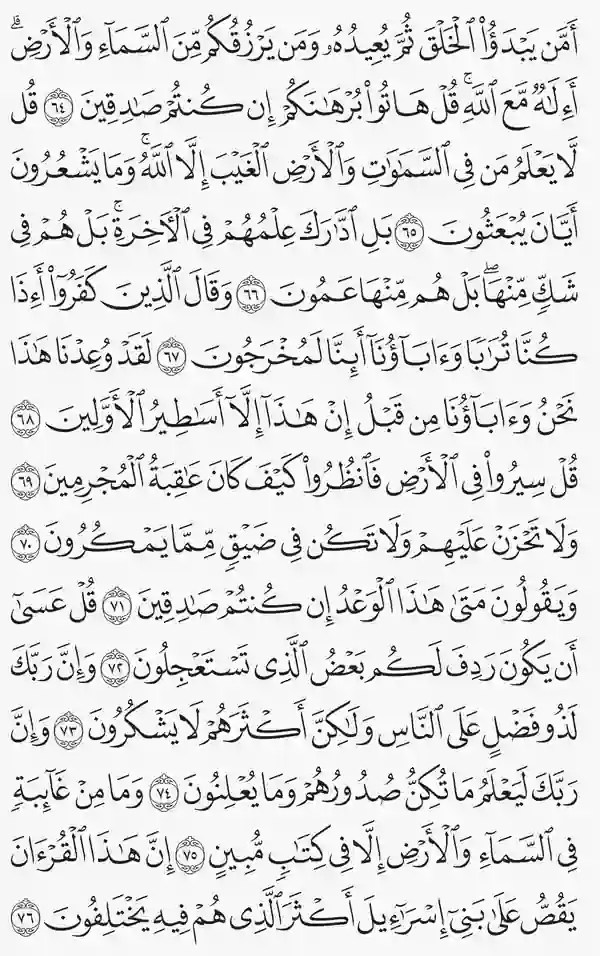 أَمَّن يَبْدَؤُا۟ ٱلْخَلْقَ ثُمَّ يُعِيدُهُۥ وَمَن يَرْزُقُكُم مِّنَ ٱلسَّمَآءِ وَٱلْأَرْضِ ۗ
أَءِلَـٰهٌ مَّعَ ٱللَّهِ ۚ قُلْ هَاتُوا۟ بُرْهَـٰنَكُمْ إِن كُنتُمْ صَـٰدِقِينَ ٦٤ قُل
لَّا يَعْلَمُ مَن فِى ٱلسَّمَـٰوَٰتِ وَٱلْأَرْضِ ٱلْغَيْبَ إِلَّا ٱللَّهُ ۚ وَمَا يَشْعُرُونَ
أَيَّانَ يُبْعَثُونَ ٦٥ بَلِ ٱدَّٰرَكَ عِلْمُهُمْ فِى ٱلْـَٔاخِرَةِ ۚ بَلْ هُمْ فِى
شَكٍّ مِّنْهَا ۖ بَلْ هُم مِّنْهَا عَمُونَ ٦٦ وَقَالَ ٱلَّذِينَ كَفَرُوٓا۟ أَءِذَا
كُنَّا تُرَٰبًا وَءَابَآؤُنَآ أَئِنَّا لَمُخْرَجُونَ ٦٧ لَقَدْ وُعِدْنَا هَـٰذَا
نَحْنُ وَءَابَآؤُنَا مِن قَبْلُ إِنْ هَـٰذَآ إِلَّآ أَسَـٰطِيرُ ٱلْأَوَّلِينَ ٦٨
قُلْ سِيرُوا۟ فِى ٱلْأَرْضِ فَٱنظُرُوا۟ كَيْفَ كَانَ عَـٰقِبَةُ ٱلْمُجْرِمِينَ ٦٩
وَلَا تَحْزَنْ عَلَيْهِمْ وَلَا تَكُن فِى ضَيْقٍ مِّمَّا يَمْكُرُونَ ٧٠
وَيَقُولُونَ مَتَىٰ هَـٰذَا ٱلْوَعْدُ إِن كُنتُمْ صَـٰدِقِينَ ٧١ قُلْ عَسَىٰٓ
أَن يَكُونَ رَدِفَ لَكُم بَعْضُ ٱلَّذِى تَسْتَعْجِلُونَ ٧٢ وَإِنَّ رَبَّكَ
لَذُو فَضْلٍ عَلَى ٱلنَّاسِ وَلَـٰكِنَّ أَكْثَرَهُمْ لَا يَشْكُرُونَ ٧٣ وَإِنَّ
رَبَّكَ لَيَعْلَمُ مَا تُكِنُّ صُدُورُهُمْ وَمَا يُعْلِنُونَ ٧٤ وَمَا مِنْ غَآئِبَةٍ
فِى ٱلسَّمَآءِ وَٱلْأَرْضِ إِلَّا فِى كِتَـٰبٍ مُّبِينٍ ٧٥ إِنَّ هَـٰذَا ٱلْقُرْءَانَ
يَقُصُّ عَلَىٰ بَنِىٓ إِسْرَٰٓءِيلَ أَكْثَرَ ٱلَّذِى هُمْ فِيهِ يَخْتَلِفُونَ ٧٦